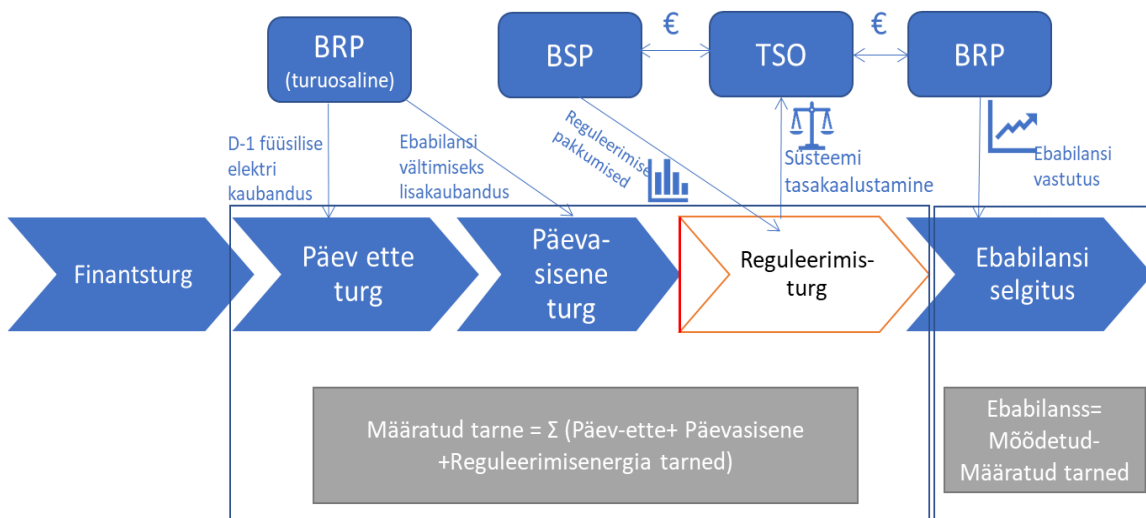 BRP
(turuosaline)
BSP
€
TSO
€
BRP
D-1 füüsilise
elektri
kaubandus
Ebabilansi
vältimiseks
lisakaubandus
Reguleerimise
pakkumised
Süsteemi
tasakaalustamine
Ebabilansi
vastutus
Finantsturg
Päev ette
turg
Päeva-
sisene
turg
Reguleerimis-
turg
Ebabilansi
selgitus
Määratud tarne = Σ (Päev-ette+ Päevasisene
+Reguleerimisenergia tarned)
Ebabilanss=
Mõõdetud-
Määratud tarned